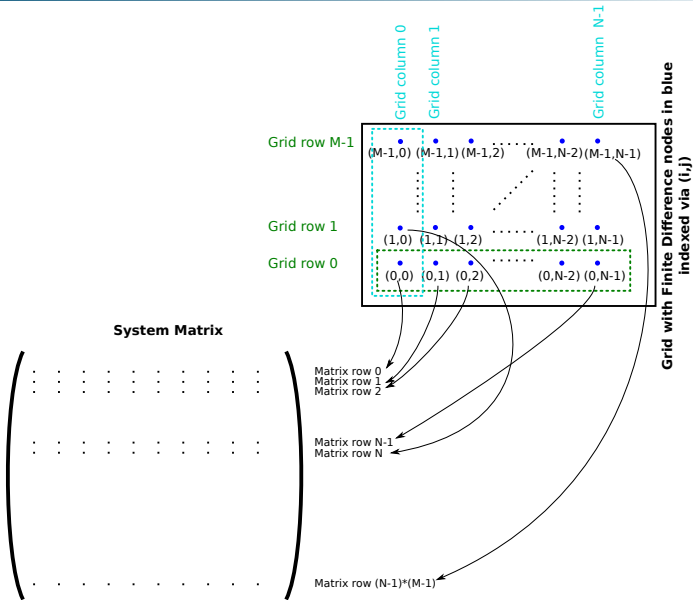 Grid column 0
Grid column 1
Grid column N-1
Grid with Finite Difference nodes in blue
indexed via (i,j)
Grid row M-1
(M-1,0) (M-1,1) (M-1,2) (M-1,N-2) (M-1,N-1)
Grid row 1
(1,0) (1,1) (1,2) (1,N-2) (1,N-1)
Grid row 0
(0,0) (0,1) (0,2) (0,N-2) (0,N-1)
System Matrix
Matrix row 0
Matrix row 1
Matrix row 2
Matrix row N-1
Matrix row N
Matrix row (N-1)*(M-1)